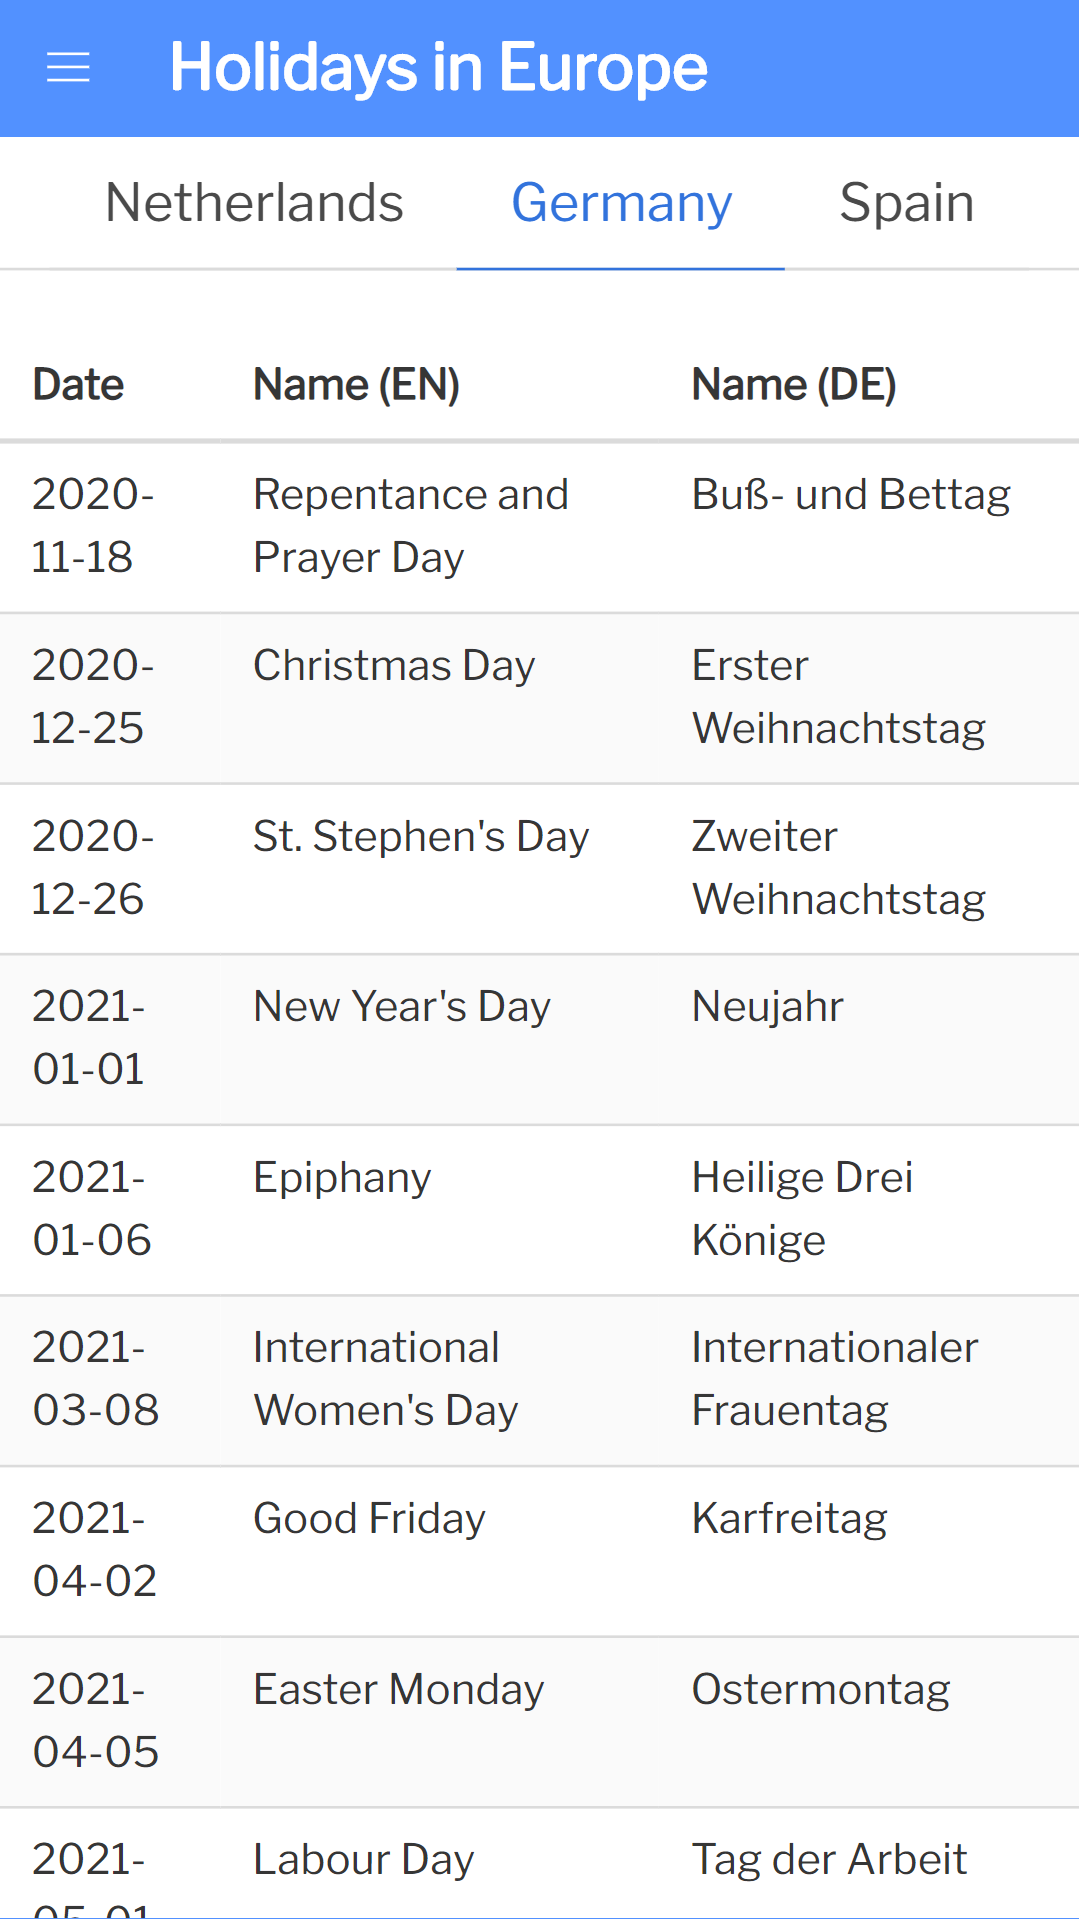 Holidays in Europe
Netherlands Germany Spain
Date Name (EN) Name (DE)
2020- Repentance and Buß- und Bettag
11-18 Prayer Day
2020- Christmas Day Erster
12-25 Weihnachtstag
2020- St. Stephen's Day Zweiter
12-26 Weihnachtstag
2021- New Year's Day Neujahr
01-01
2021- Epiphany Heilige Drei
01-06 Könige
2021- International Internationaler
03-08 Women's Day Frauentag
2021- Good Friday Karfreitag
04-02
2021- Easter Monday Ostermontag
04-05
2021- Labour Day Tag der Arbeit
05-01